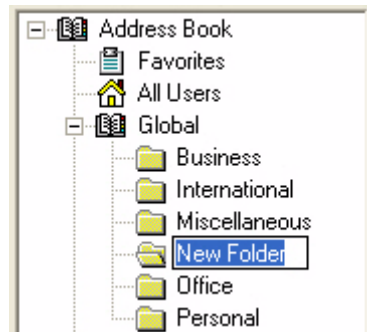 Address Book
Favorites
All Users
Global
Business
International
Miscellaneous
New Folder
Office
Personal